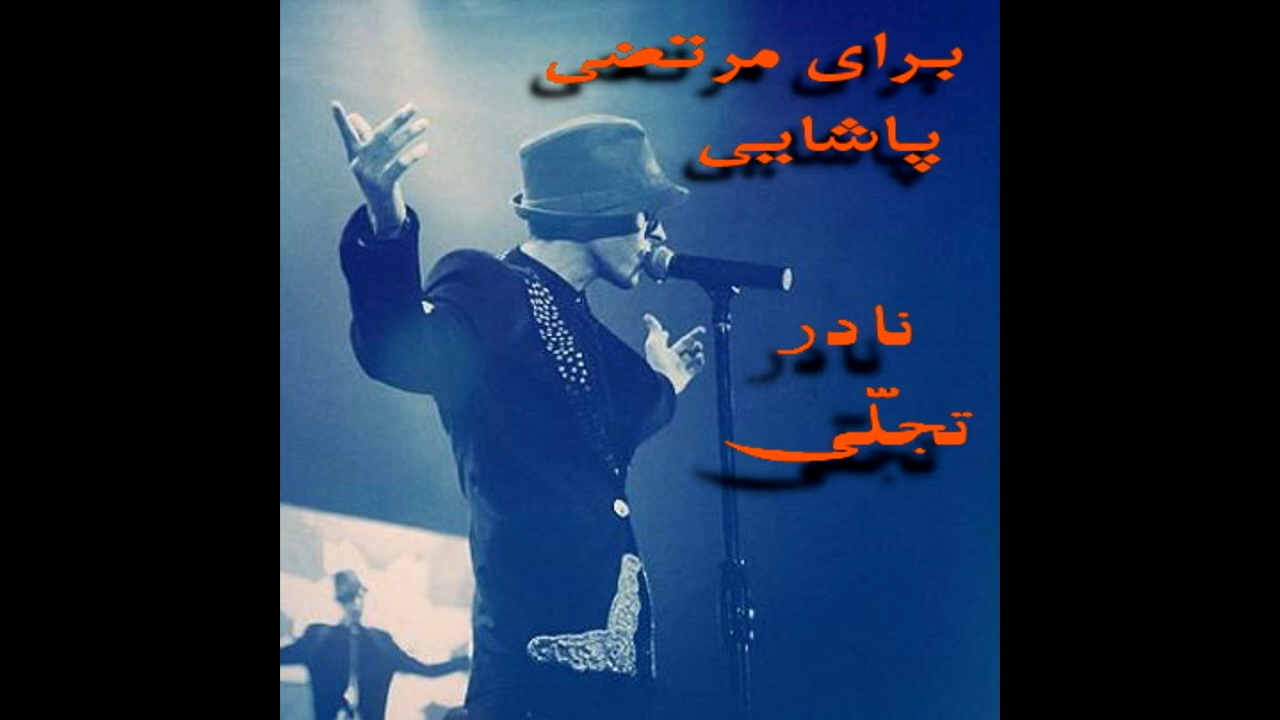 برای مرتضی
پاشایی
نادر
تجلّی